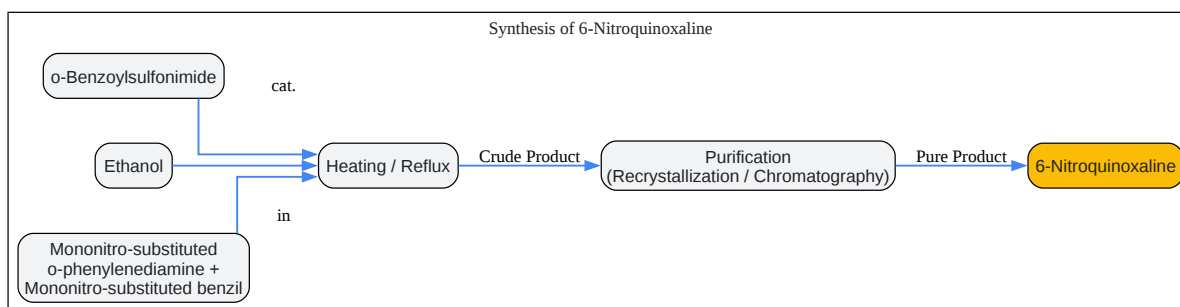 Synthesis of 6-Nitroquinoxaline
o-Benzoylsulfonimide
cat.
Ethanol
Heating / Reflux
Crude Product
Purification
(Recrystallization / Chromatography)
Pure Product
6-Nitroquinoxaline
in
Mononitro-substituted
o-phenylenediamine +
Mononitro-substituted benzil